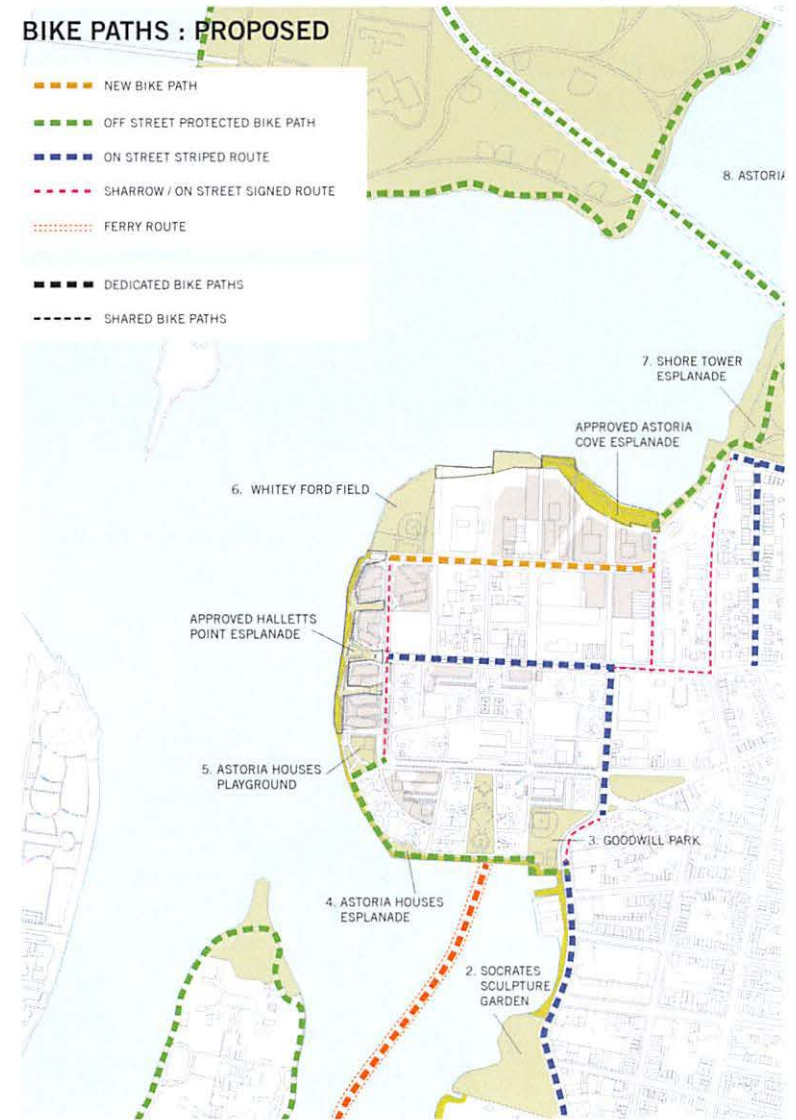 BIKE PATHS : PROPOSED
NEW BIKE PATH
OFF STREET PROTECTED BIKE PATH
ON STREET STRIPED ROUTE
SHARROW / ON STREET SIGNED ROUTE
FERRY ROUTE
DEDICATED BIKE PATHS
SHARED BIKE PATHS
8. ASTORIA
7. SHORE TOWER
ESPLANADE
APPROVED ASTORIA
COVE ESPLANADE
6. WHITEY FORD FIELD
APPROVED HALLETTS
POINT ESPLANADE
5. ASTORIA HOUSES
PLAYGROUND
3. GOODWILL PARK
4. ASTORIA HOUSES
ESPLANADE
2. SOCRATES
SCULPTURE
GARDEN